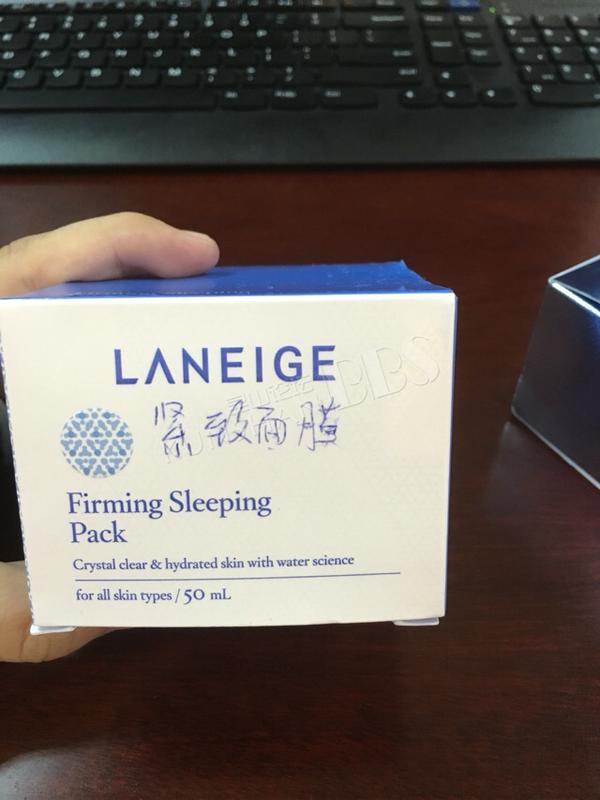 LANEIGE
紧致面膜
Firming Sleeping
Pack
Crystal clear & hydrated skin with water science
for all skin types / 50 mL